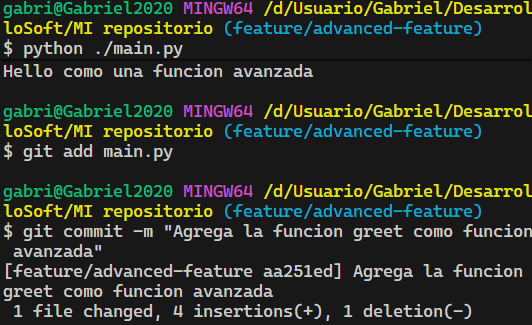 gabri@Gabriel2020 MINGW64 /d/Usuario/Gabriel/Desarrol
loSoft/MI repositorio (feature/advanced-feature)
$ python ./main.py
Hello como una funcion avanzada
gabri@Gabriel2020 MINGW64 /d/Usuario/Gabriel/Desarrol
loSoft/MI repositorio (feature/advanced-feature)
$ git add main.py
gabri@Gabriel2020 MINGW64 /d/Usuario/Gabriel/Desarrol
loSoft/MI repositorio (feature/advanced-feature)
$ git commit -m "Agrega la funcion greet como funcion
 avanzada"
[feature/advanced-feature aa251ed] Agrega la funcion
greet como funcion avanzada
 1 file changed, 4 insertions(+), 1 deletion(-)